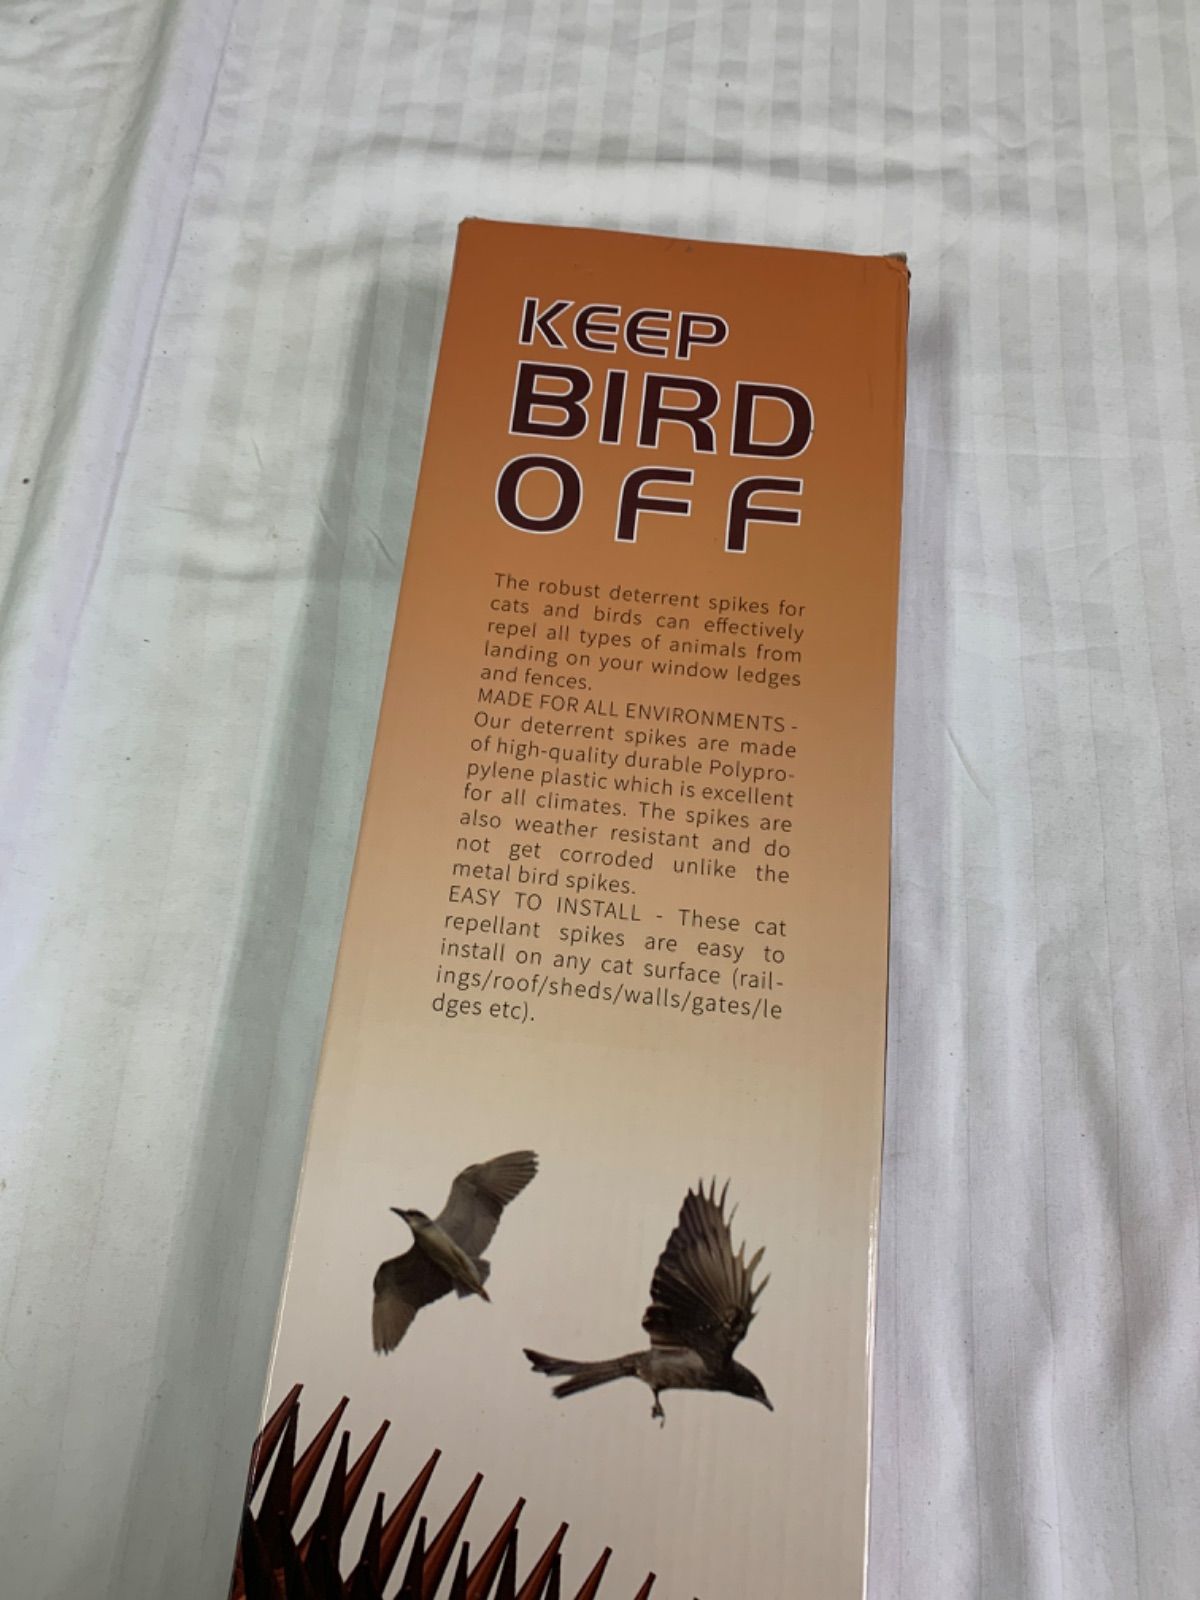 KEEP
BIRD
OFF
The robust deterrent spikes for
cats and birds can effectively
repel all types of animals from
landing on your window ledges
and fences.
MADE FOR ALL ENVIRONMENTS -
Our deterrent spikes are made
of high-quality durable Polypro-
pylene plastic which is excellent
for all climates. The spikes are
also weather resistant and do
not get corroded unlike the
metal bird spikes.
EASY TO INSTALL - These cat
repellant spikes are easy to
install on any cat surface (rail-
ings/roof/sheds/walls/gates/le
dges etc).